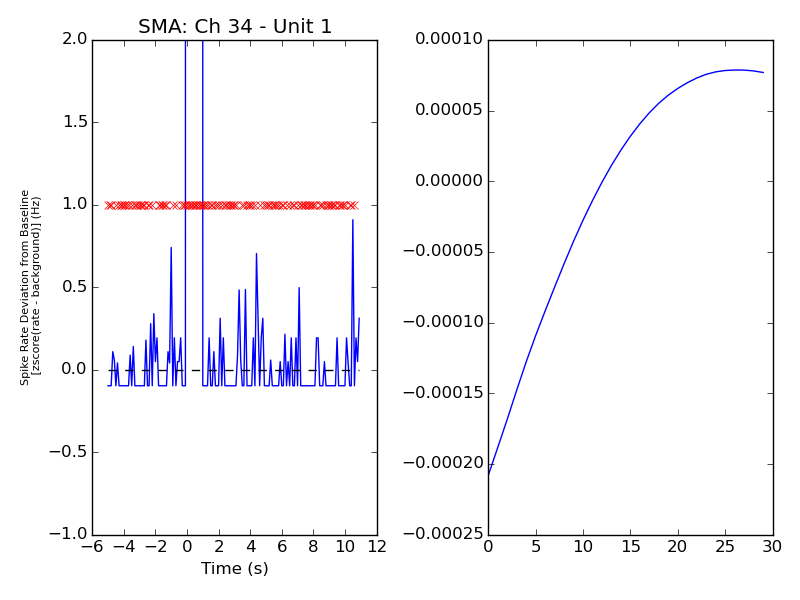 SMA: Ch 34 - Unit 1
2.0
1.5
1.0
0.5
0.0
−0.5
−1.0
−6 −4 −2 0 2 4 6 8 10 12
Time (s)
Spike Rate Deviation from Baseline
[zscore(rate - background)] (Hz)
0.00010
0.00005
0.00000
−0.00005
−0.00010
−0.00015
−0.00020
−0.00025
0 5 10 15 20 25 30